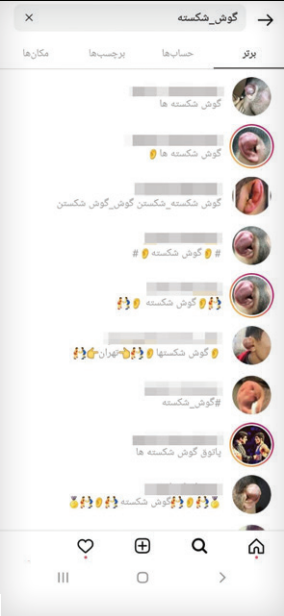 گوش_شکسته
برتر
حساب‌ها
برچسب‌ها
مکان‌ها
گوش شکسته ها
گوش شکسته ها👂
گوش شکسته_شکستن گوش_گوش شکستن
#👂گوش شکسته👂#
🤼👂گوش شکسته 👂🤼
👂گوش شکستها👂🤼👈تهران👉🤼
#گوش_شکسته
پاتوق گوش شکسته ها
🥇🤼👂🤼گوش شکسته🤼👂🤼🥇